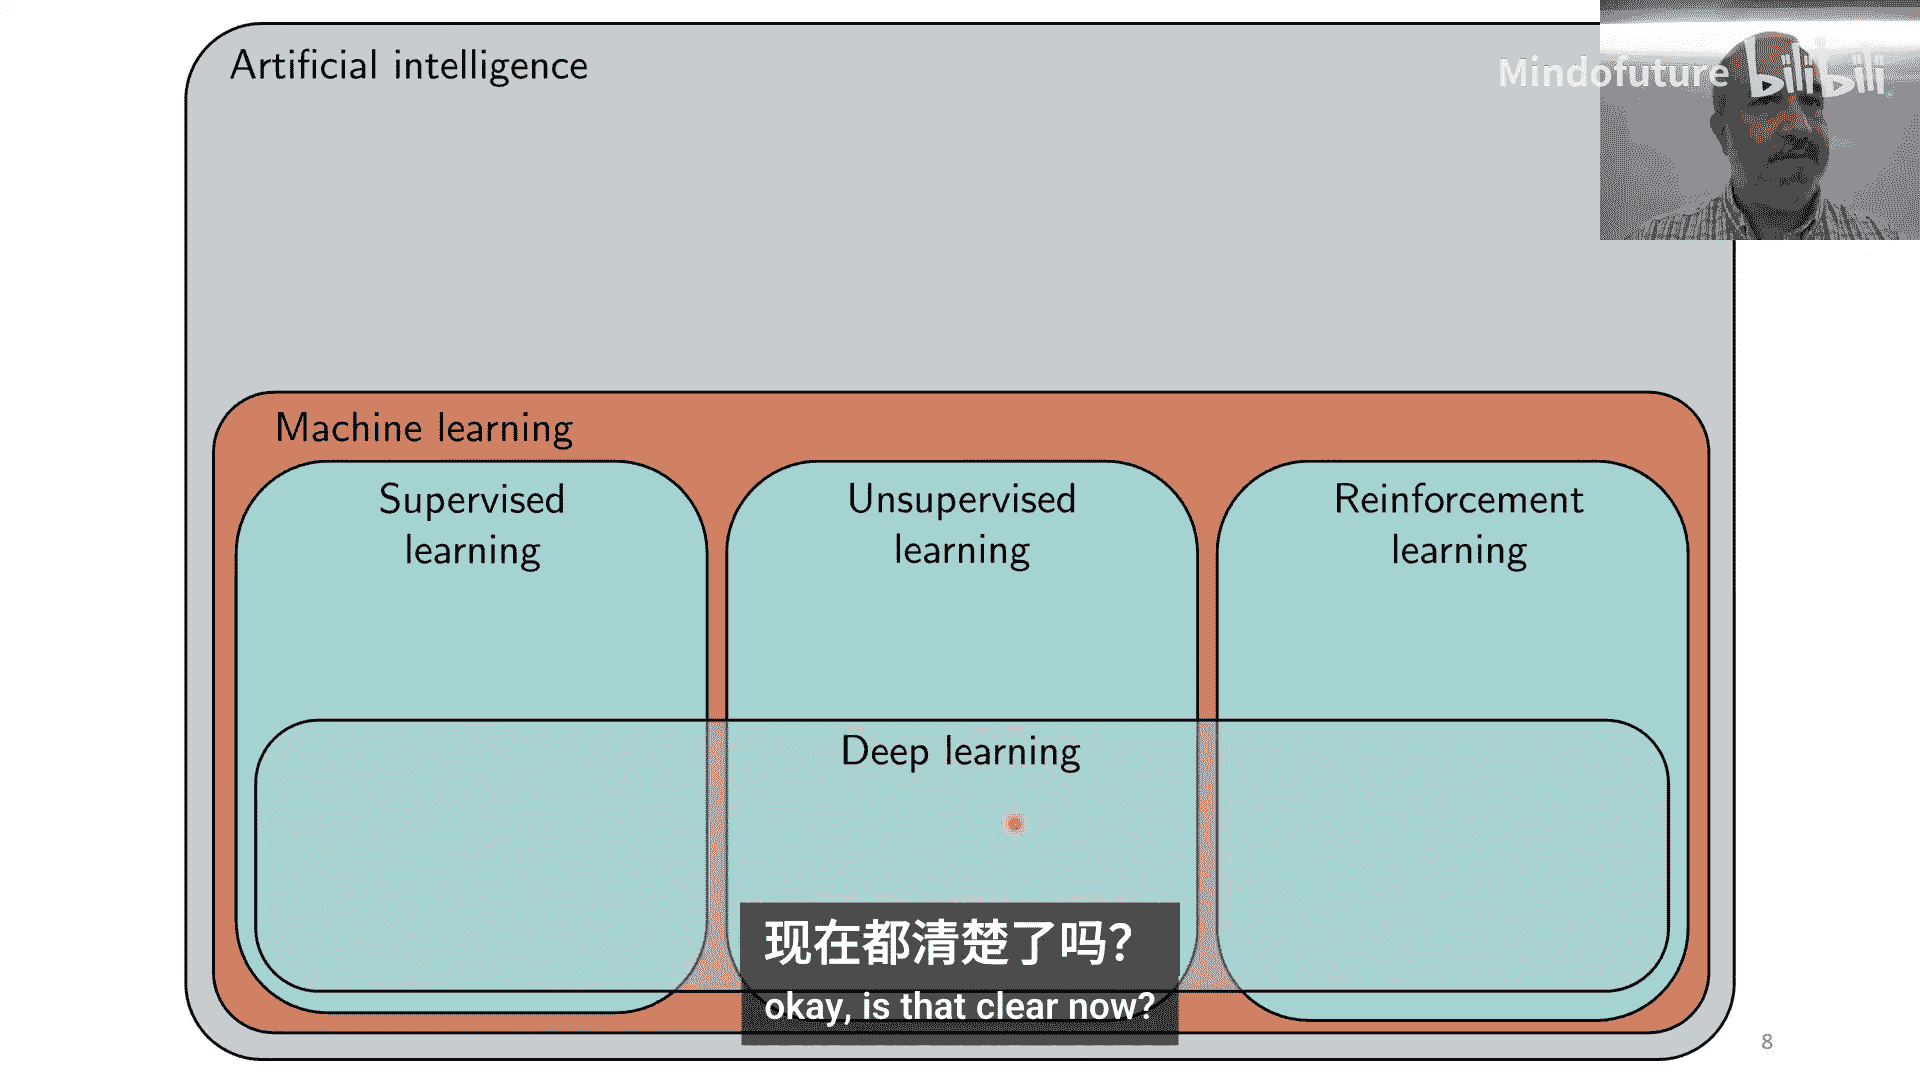 Artificial intelligence
Mindofuture bilibili
Machine learning
Supervised
learning
Unsupervised
learning
Reinforcement
learning
Deep learning
现在都清楚了吗？
okay, is that clear now?
8